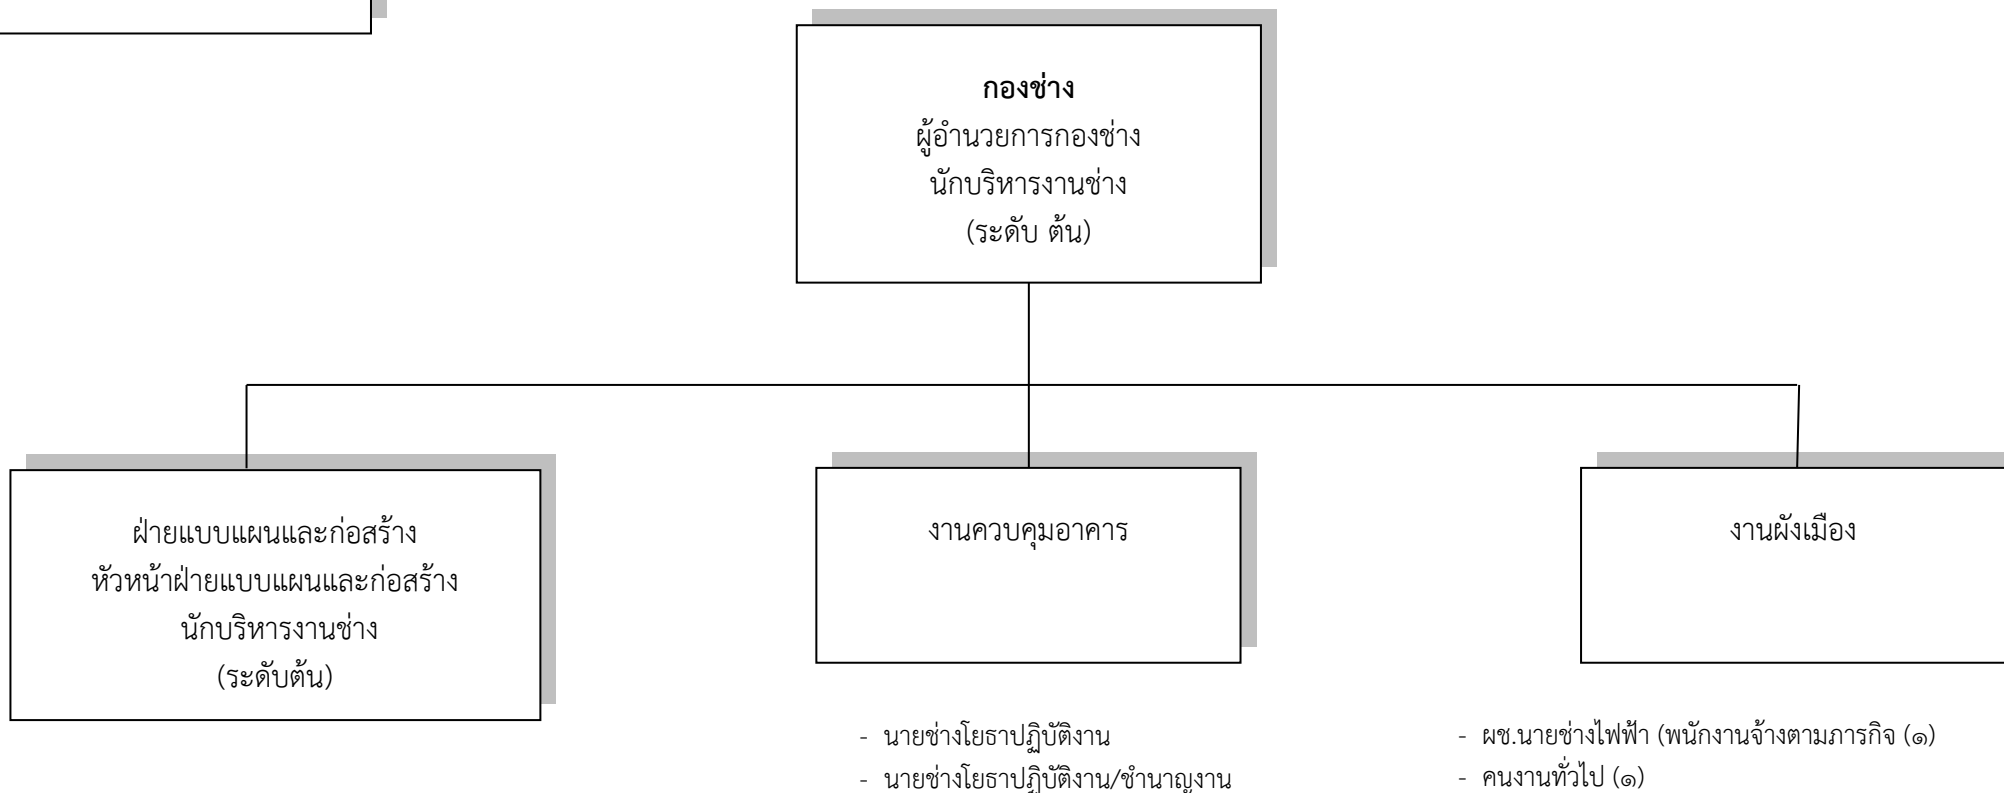 กองช่าง
ผู้อำนวยการกองช่าง
นักบริหารงานช่าง
(ระดับ ต้น)
ฝ่ายแบบแผนและก่อสร้าง
หัวหน้าฝ่ายแบบแผนและก่อสร้าง
นักบริหารงานช่าง
(ระดับต้น)
งานควบคุมอาคาร
งานผังเมือง
- นายช่างโยธาปฏิบัติงาน
- นายช่างโยธาปฏิบัติงาน/ชำนาญงาน
- ผช.นายช่างไฟฟ้า (พนักงานจ้างตามภารกิจ (๑)
- คนงานทั่วไป (๑)